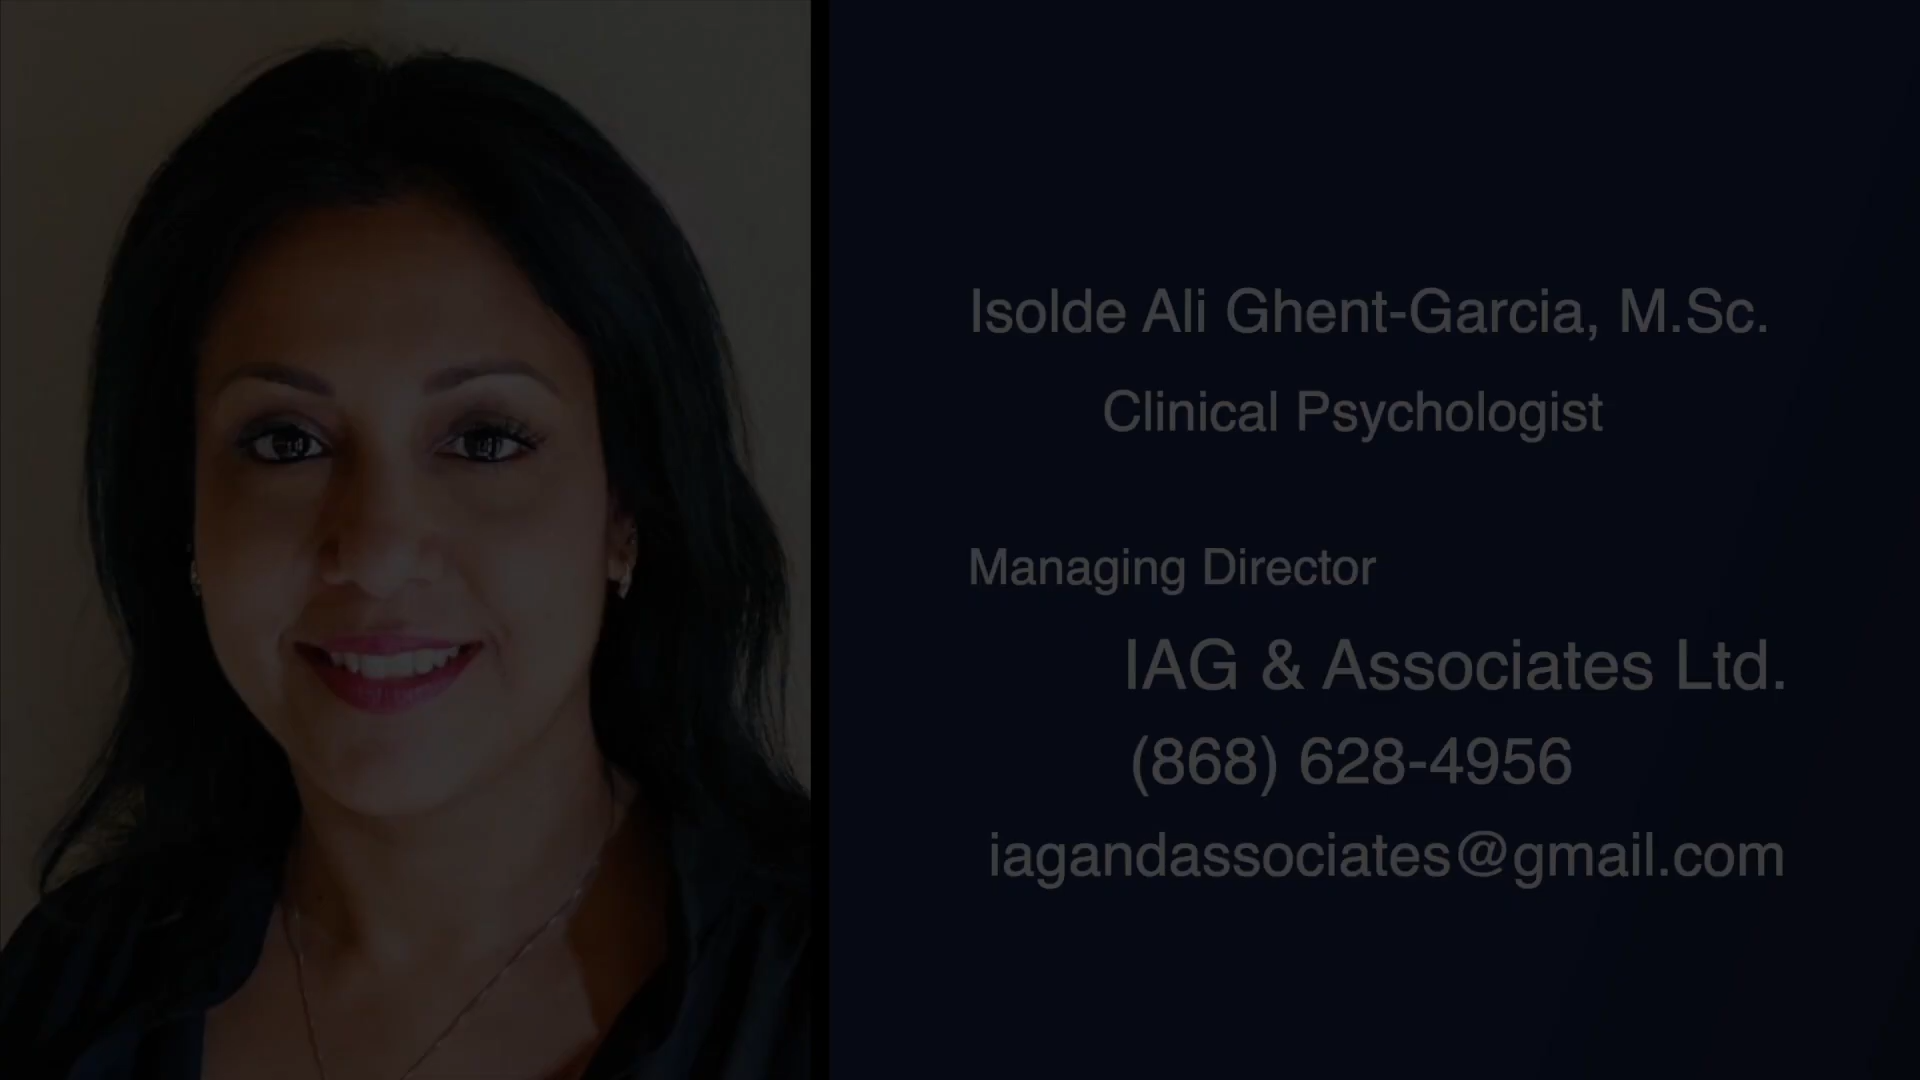 Isolde Ali Ghent-Garcia, M.Sc.
Clinical Psychologist
Managing Director
IAG & Associates Ltd.
(868) 628-4956
iagandassociates@gmail.com